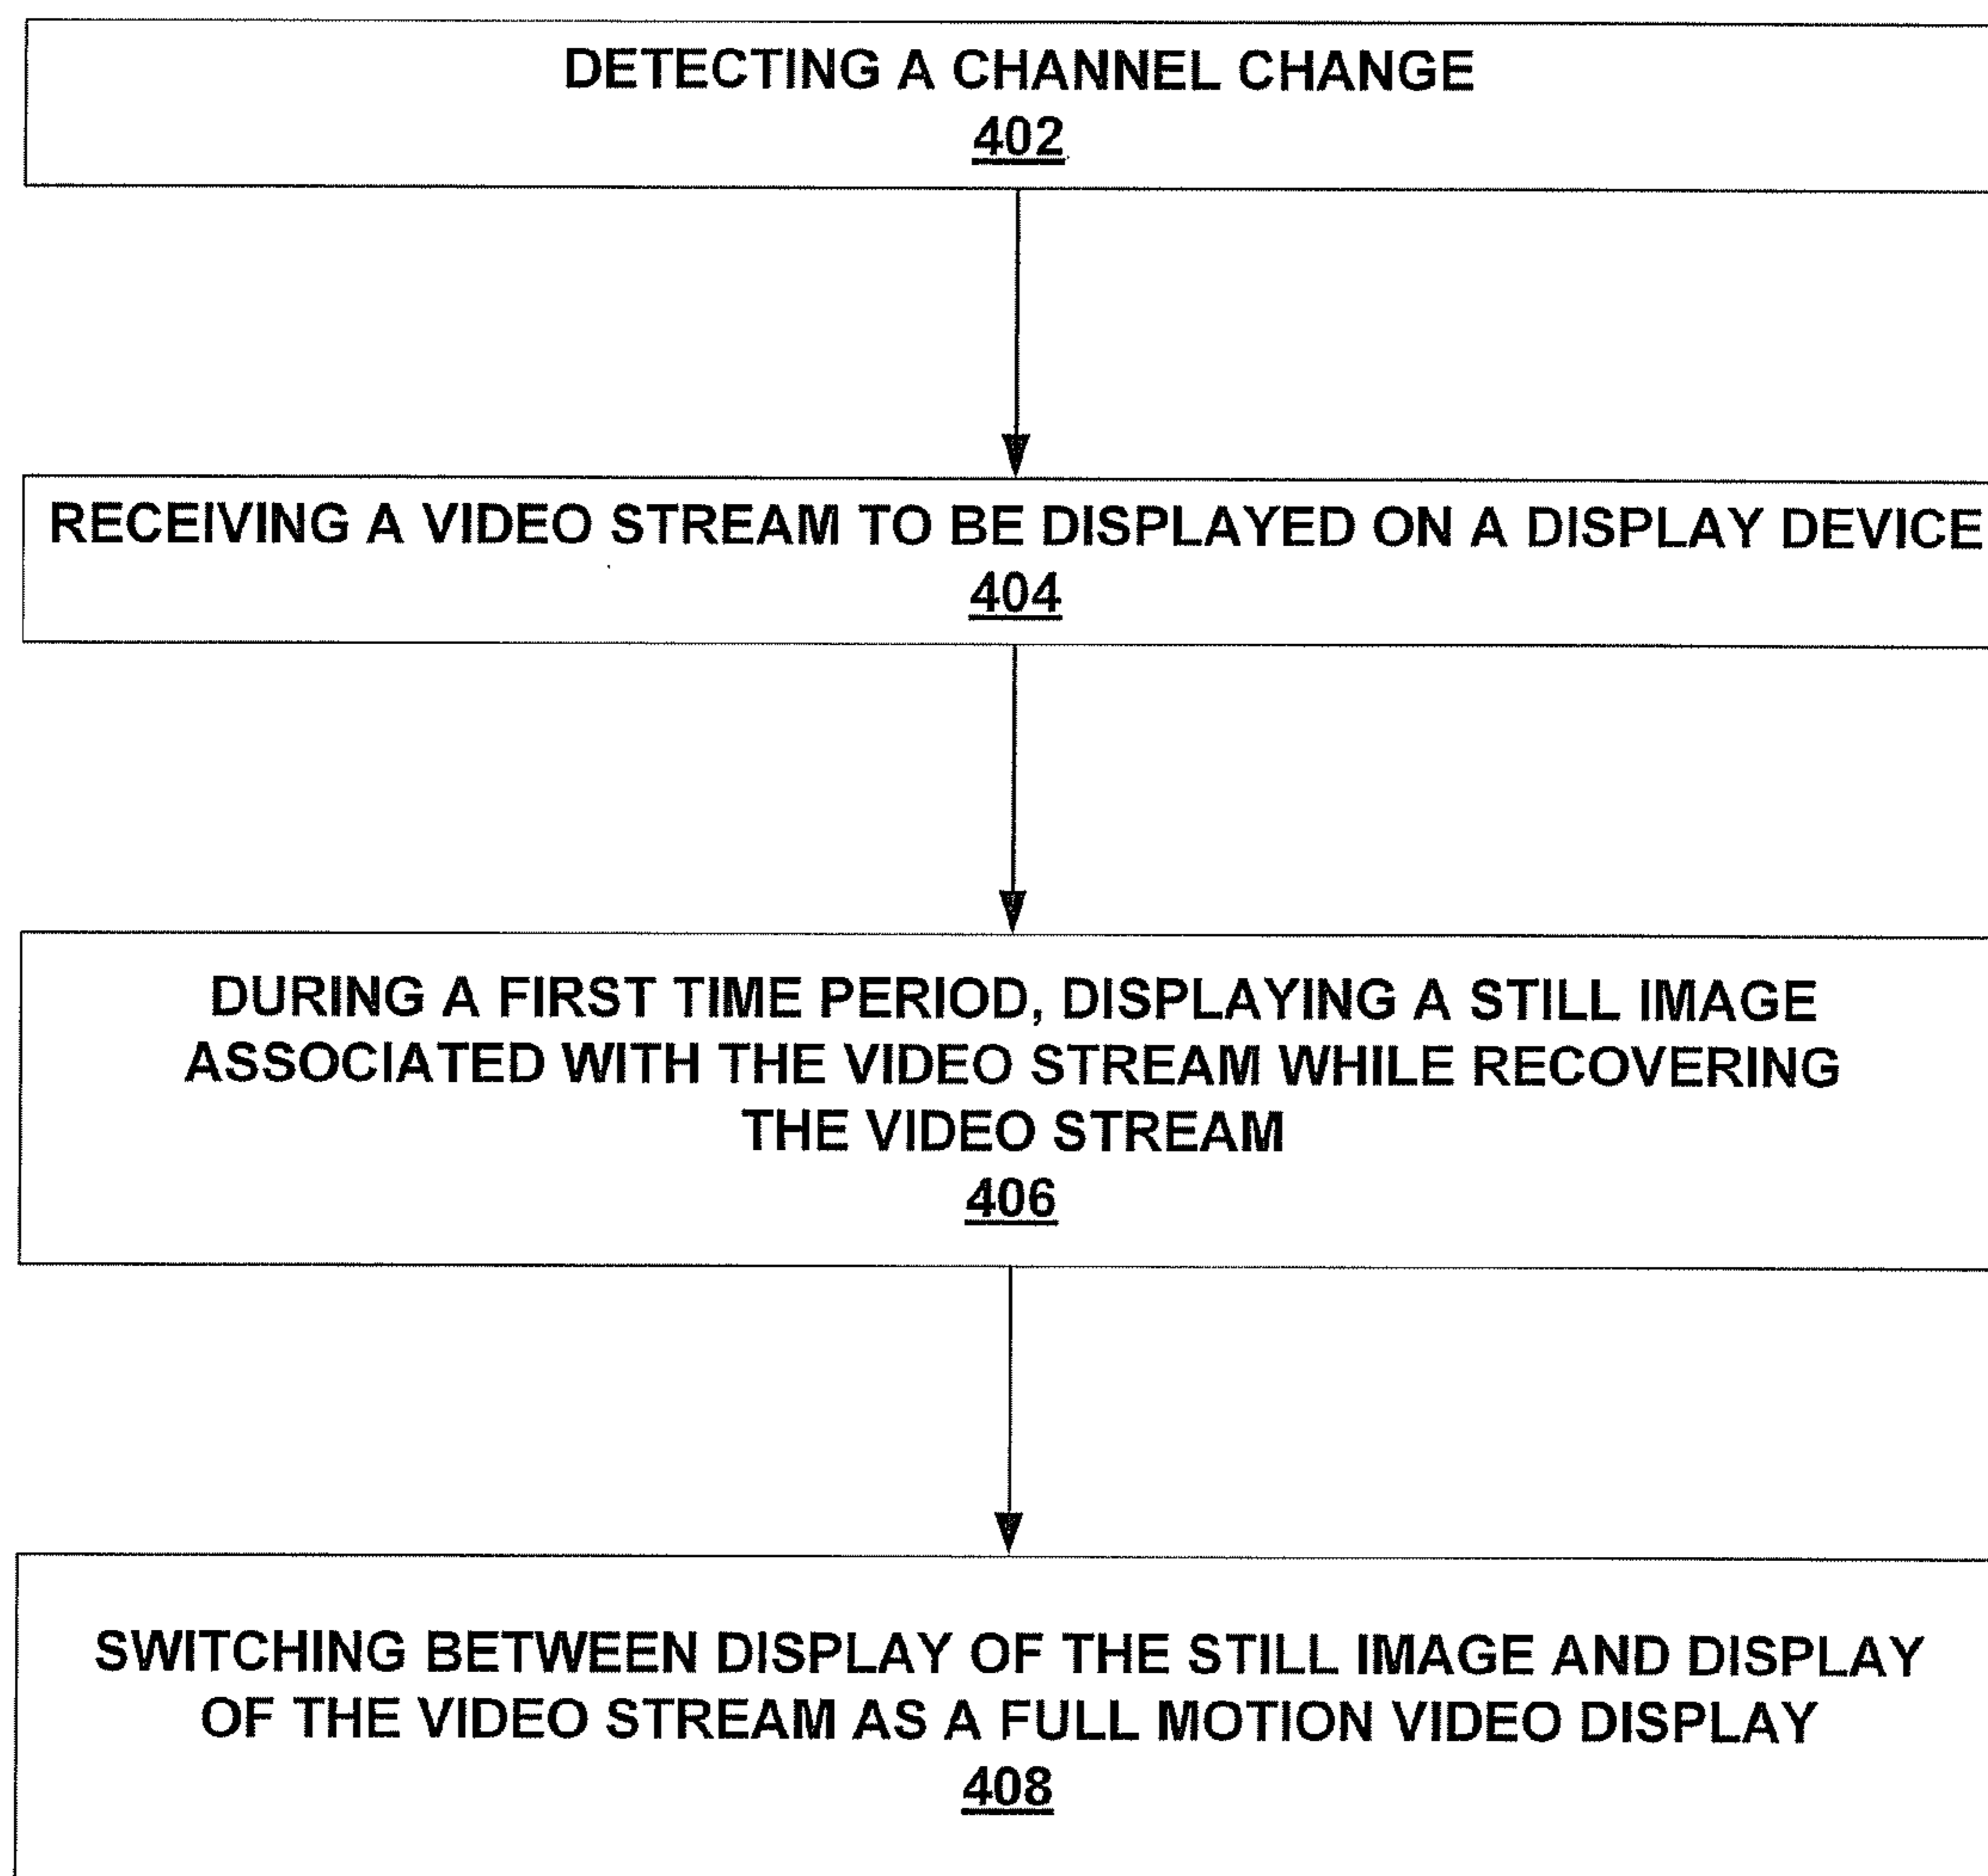 DETECTING A CHANNEL CHANGE
402
RECEIVING A VIDEO STREAM TO BE DISPLAYED ON A DISPLAY DEVICE
404
DURING A FIRST TIME PERIOD, DISPLAYING A STILL IMAGE
ASSOCIATED WITH THE VIDEO STREAM WHILE RECOVERING
THE VIDEO STREAM
406
SWITCHING BETWEEN DISPLAY OF THE STILL IMAGE AND DISPLAY
OF THE VIDEO STREAM AS A FULL MOTION VIDEO DISPLAY
408